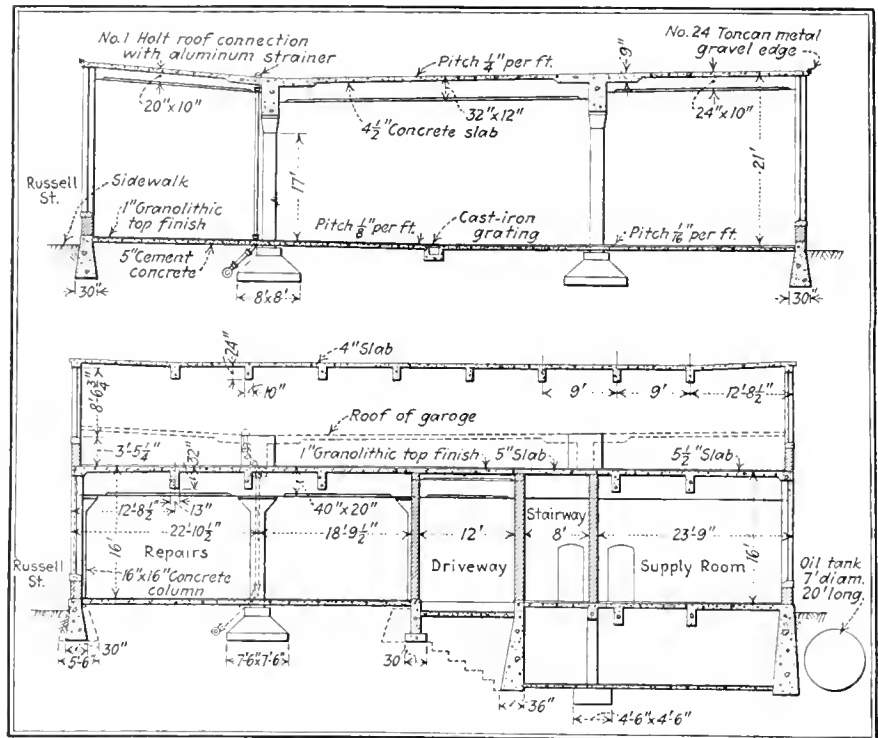 No.1 Holt roof connection
with aluminum strainer
No. 24 Toncan metal
gravel edge
Pitch 1/4" per ft.
9"
20"x10"
32"x12"
4 1/2" Concrete slab
24"x10"
17'
21'
Russell
St.
Sidewalk
1" Granolithic
top finish
Pitch 1/8" per ft.
Cast-iron
grating
Pitch 1/16" per ft.
5" Cement
concrete
30"
8'x8'
30"
24"
4" Slab
10"
9'
9'
12'-8 1/2"
8'-6 3/4"
Roof of garoge
3'-5 1/4"
32"
1" Granolithic top finish
5" Slab
5 1/2" Slab
12'-8 1/2"
13"
40"x20"
22'-10 1/2"
18'-9 1/2"
12'
Stairway
8'
23'-9"
16'
Repairs
Driveway
Supply Room
16'
Russell
St.
16"x16" Concrete
column
Oil tank
7' diam.
20' long.
30"
5'-6"
7'-6"x7'-6"
30"
36"
4'-6"x4'-6"